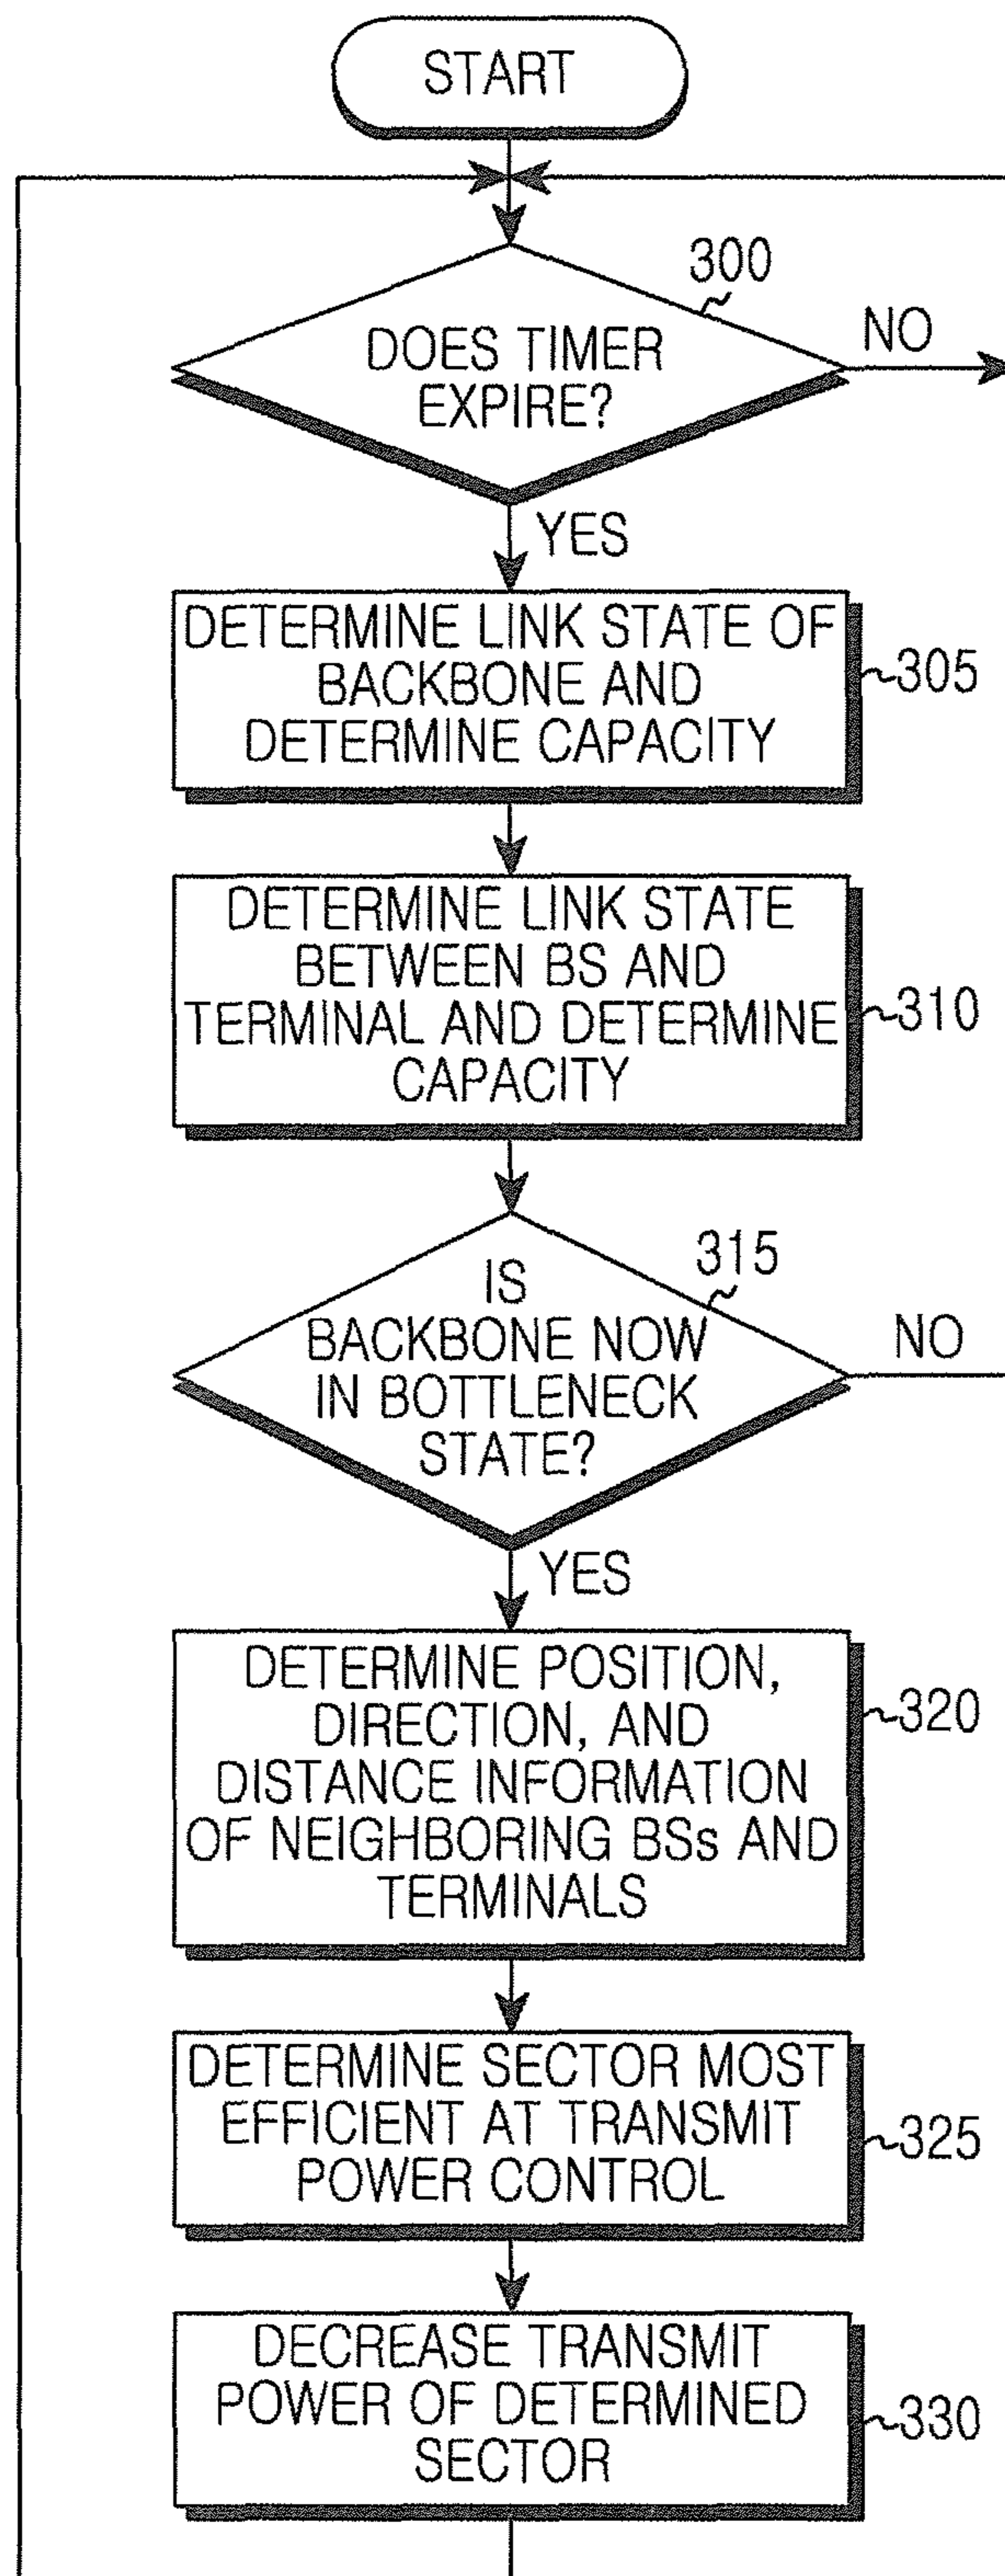 START
300
DOES TIMER
EXPIRE?
NO
YES
DETERMINE LINK STATE OF
BACKBONE AND
DETERMINE CAPACITY
305
DETERMINE LINK STATE
BETWEEN BS AND
TERMINAL AND DETERMINE
CAPACITY
310
315
IS
BACKBONE NOW
IN BOTTLENECK
STATE?
NO
YES
DETERMINE POSITION,
DIRECTION, AND
DISTANCE INFORMATION
OF NEIGHBORING BSs AND
TERMINALS
320
DETERMINE SECTOR MOST
EFFICIENT AT TRANSMIT
POWER CONTROL
325
DECREASE TRANSMIT
POWER OF DETERMINED
SECTOR
330